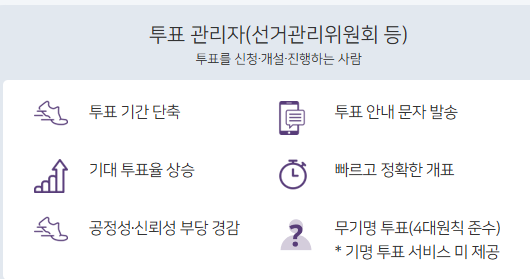 투표 관리자(선거관리위원회 등)
투표를 신청·개설·진행하는 사람
투표 기간 단축
투표 안내 문자 발송
기대 투표율 상승
빠르고 정확한 개표
공정성·신뢰성 부당 경감
무기명 투표(4대원칙 준수)
* 기명 투표 서비스 미 제공